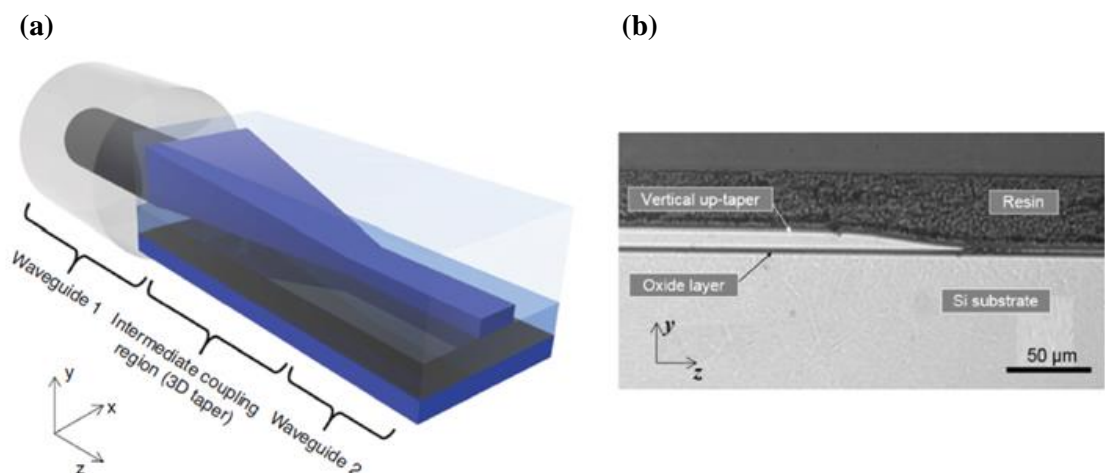 (a)
(b)
Waveguide 1
Intermediate coupling
region (3D taper)
Waveguide 2
y
x
z
Vertical up-taper
Resin
Oxide layer
Si substrate
y
z
50 µm